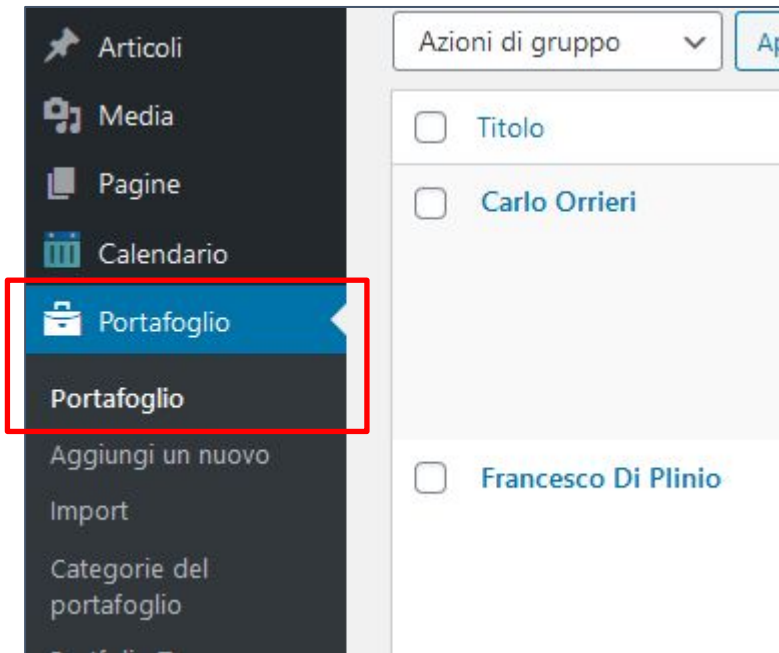 Articoli
Media
Pagine
Calendario
Portafoglio
Portafoglio
Aggiungi un nuovo
Import
Categorie del
portafoglio
Azioni di gruppo
Titolo
Carlo Orrieri
Francesco Di Plinio